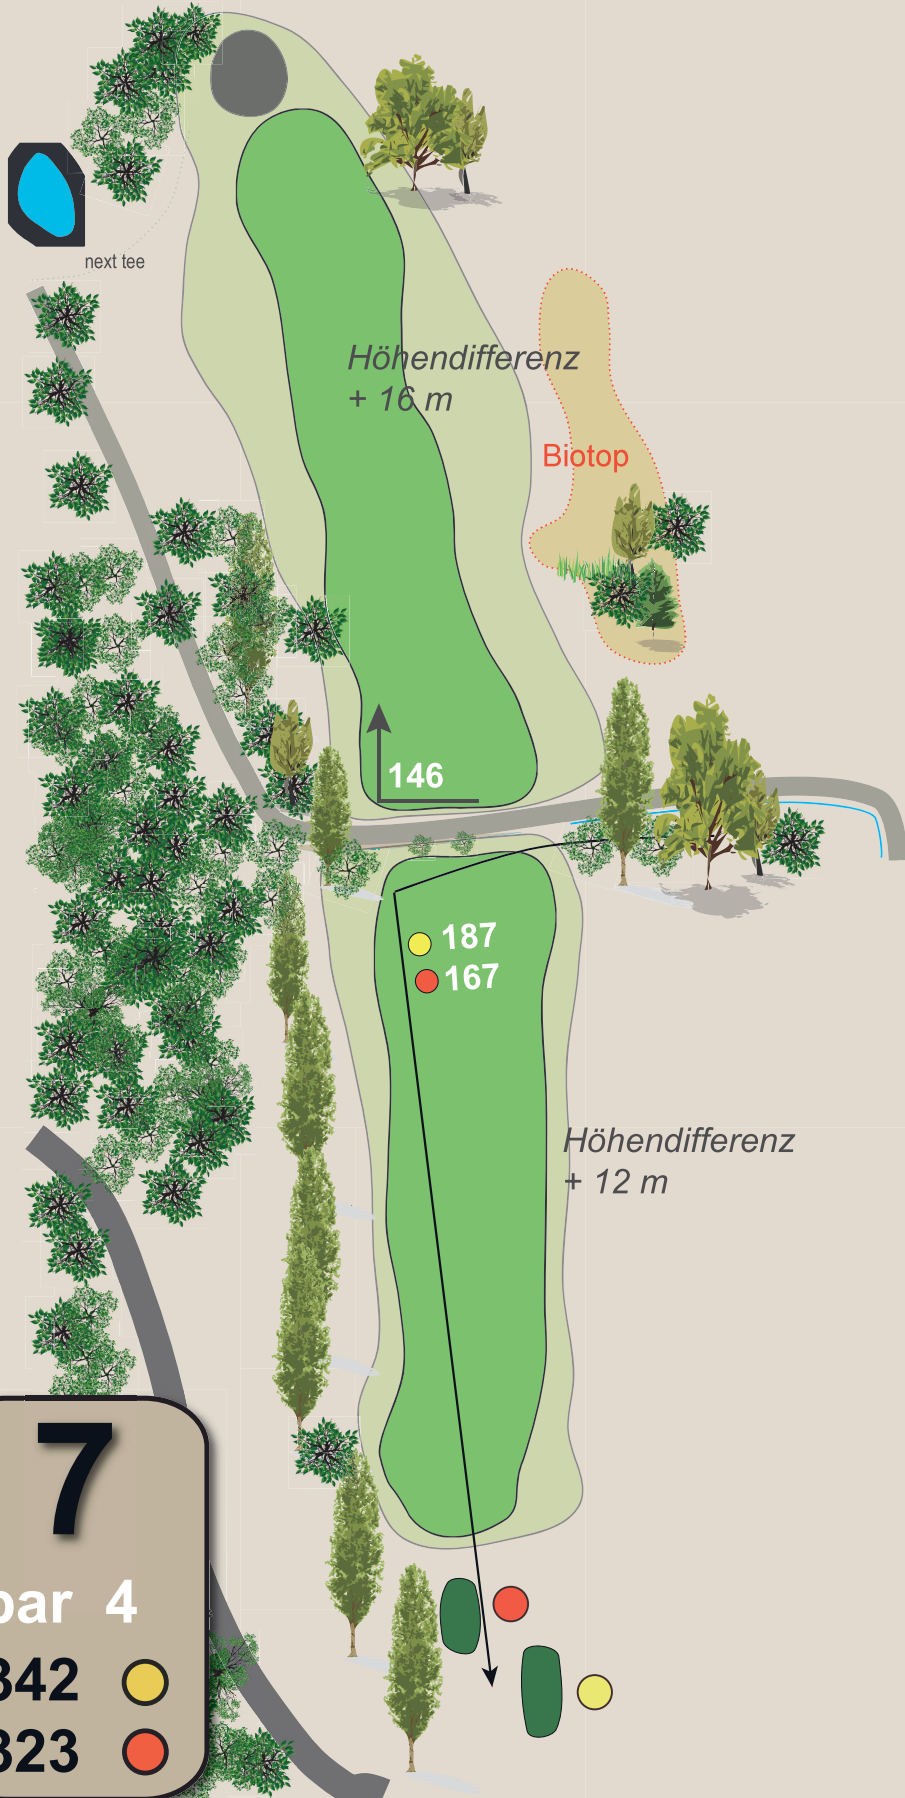 next tee
Höhendifferenz
+ 16 m
Biotop
146
187
167
Höhendifferenz
+ 12 m
7
par 4
342
323